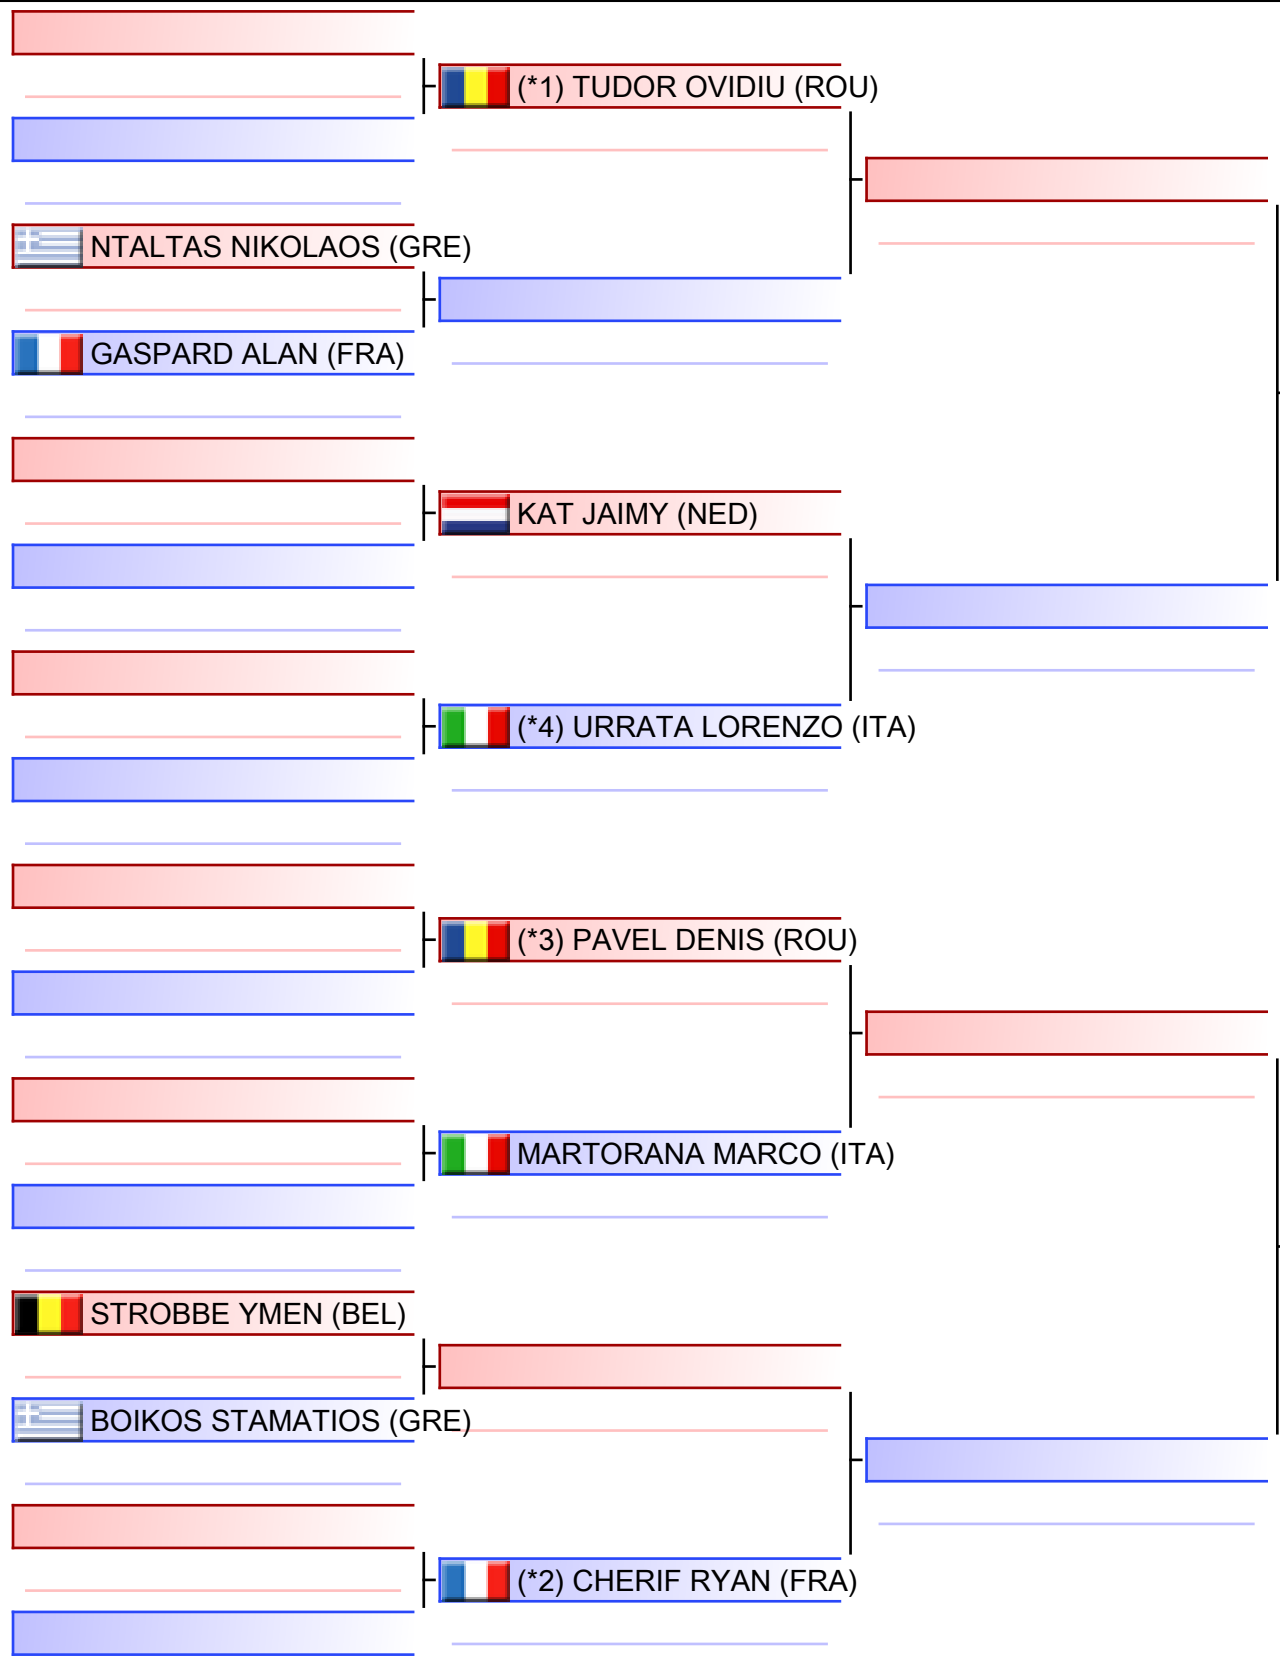 (*1) TUDOR OVIDIU (ROU)
NTALTAS NIKOLAOS (GRE)
GASPARD ALAN (FRA)
KAT JAIMY (NED)
(*4) URRATA LORENZO (ITA)
(*3) PAVEL DENIS (ROU)
MARTORANA MARCO (ITA)
STROBBE YMEN (BEL)
BOIKOS STAMATIOS (GRE)
(*2) CHERIF RYAN (FRA)